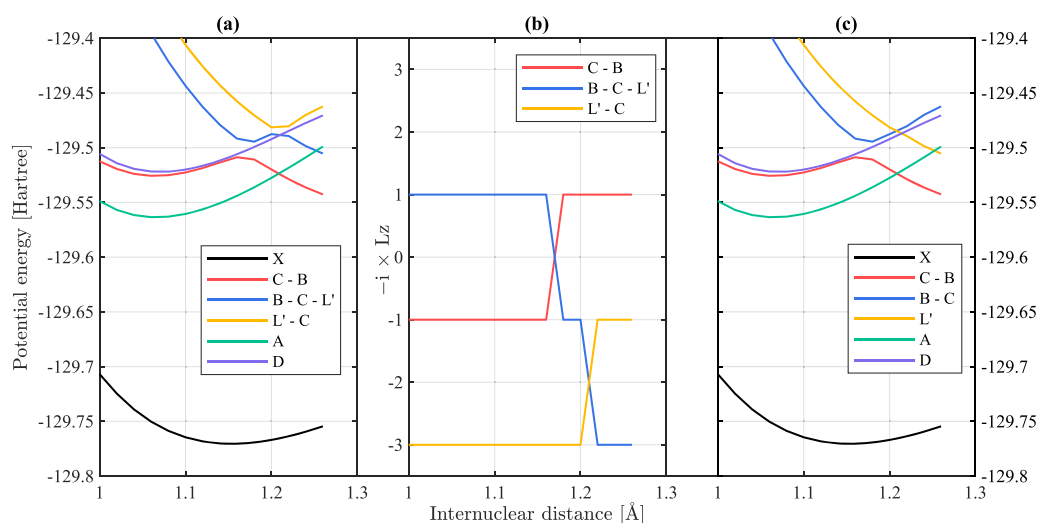 (a) (b) (c)
-129.4
-129.45
-129.5
-129.55
-129.6
-129.65
-129.7
-129.75
-129.8
Potential energy [Hartree]
1 1.1 1.2 1.3
X
C - B
B - C - L'
L' - C
A
D
3
2
1
0
-1
-2
-3
−i × Lz
1 1.1 1.2 1.3
C - B
B - C - L'
L' - C
Internuclear distance [Å]
1 1.1 1.2 1.3
X
C - B
B - C
L'
A
D
-129.4
-129.45
-129.5
-129.55
-129.6
-129.65
-129.7
-129.75
-129.8